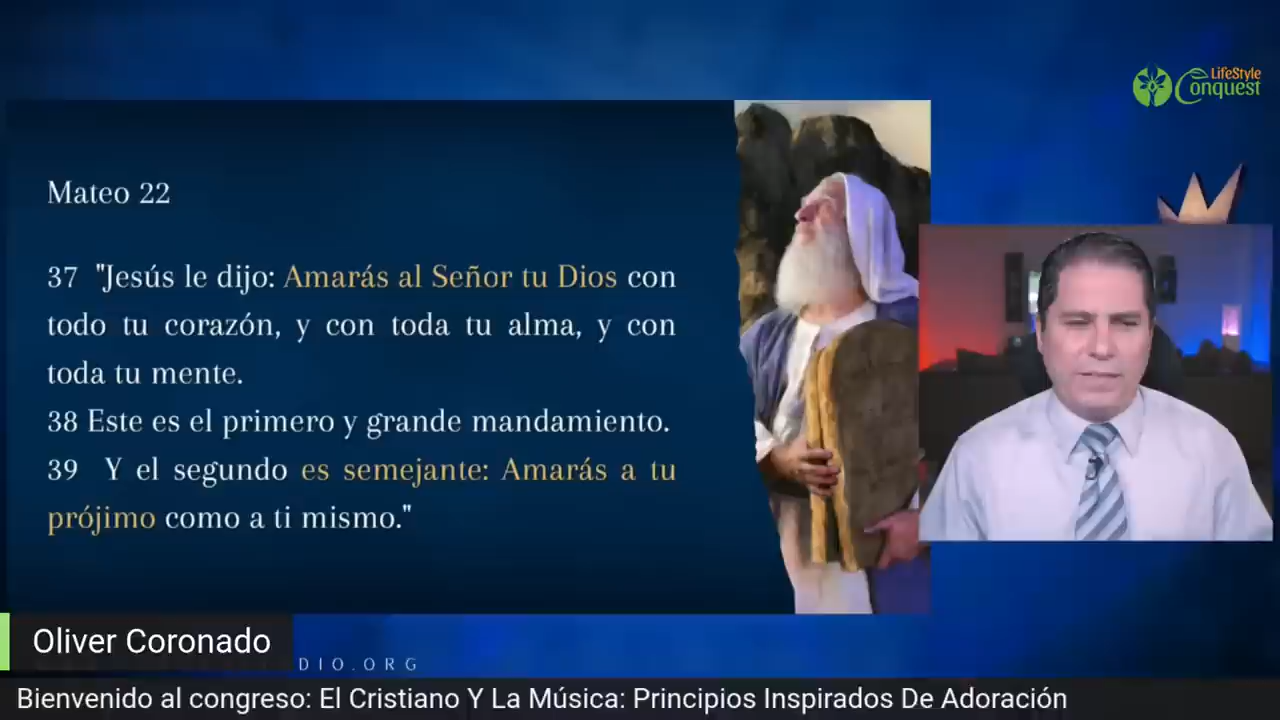 LifeStyle
Conquest
Mateo 22
37 "Jesús le dijo: Amarás al Señor tu Dios con
todo tu corazón, y con toda tu alma, y con
toda tu mente.
38 Este es el primero y grande mandamiento.
39 Y el segundo es semejante: Amarás a tu
prójimo como a ti mismo."
Oliver Coronado
DIO.ORG
Bienvenido al congreso: El Cristiano Y La Música: Principios Inspirados De Adoración